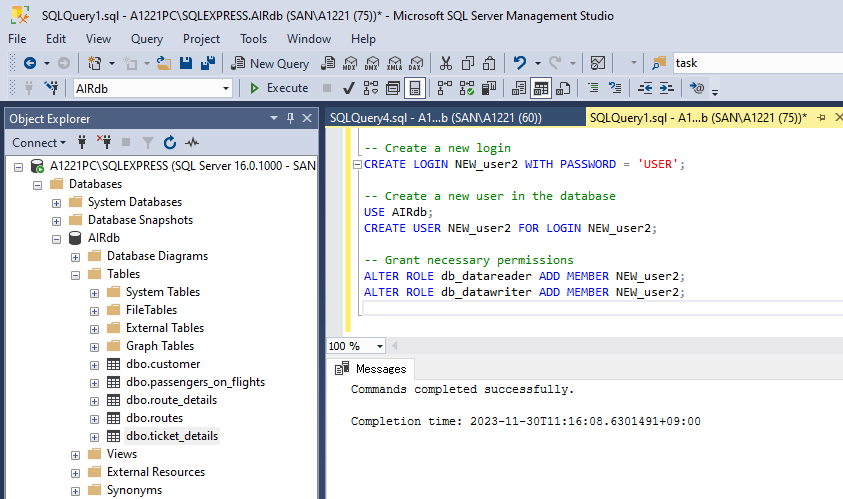 SQLQuery1.sql - A1221PC\SQLEXPRESS.AIRdb (SAN\A1221 (75))* - Microsoft SQL Server Management Studio
File Edit View Query Project Tools Window Help
New Query MDX DMX XMLA DAX task
AIRdb Execute
Object Explorer
Connect
A1221PC\SQLEXPRESS (SQL Server 16.0.1000 - SAN
Databases
System Databases
Database Snapshots
AIRdb
Database Diagrams
Tables
System Tables
FileTables
External Tables
Graph Tables
dbo.customer
dbo.passengers_on_flights
dbo.route_details
dbo.routes
dbo.ticket_details
Views
External Resources
Synonyms
SQLQuery4.sql - A1...b (SAN\A1221 (60)) SQLQuery1.sql - A1...b (SAN\A1221 (75))*
-- Create a new login
CREATE LOGIN NEW_user2 WITH PASSWORD = 'USER';
-- Create a new user in the database
USE AIRdb;
CREATE USER NEW_user2 FOR LOGIN NEW_user2;
-- Grant necessary permissions
ALTER ROLE db_datareader ADD MEMBER NEW_user2;
ALTER ROLE db_datawriter ADD MEMBER NEW_user2;
100 %
Messages
Commands completed successfully.
Completion time: 2023-11-30T11:16:08.6301491+09:00